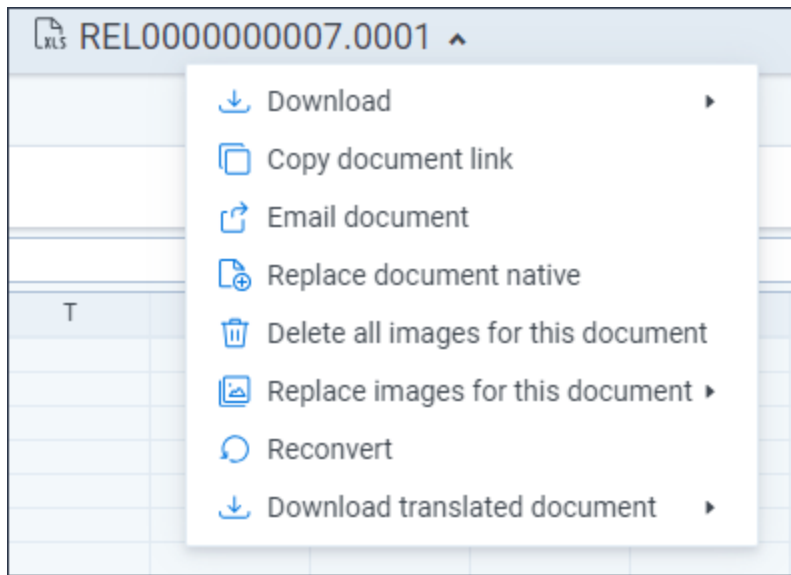 XLS REL0000000007.0001
Download
Copy document link
Email document
Replace document native
T
Delete all images for this document
Replace images for this document
Reconvert
Download translated document